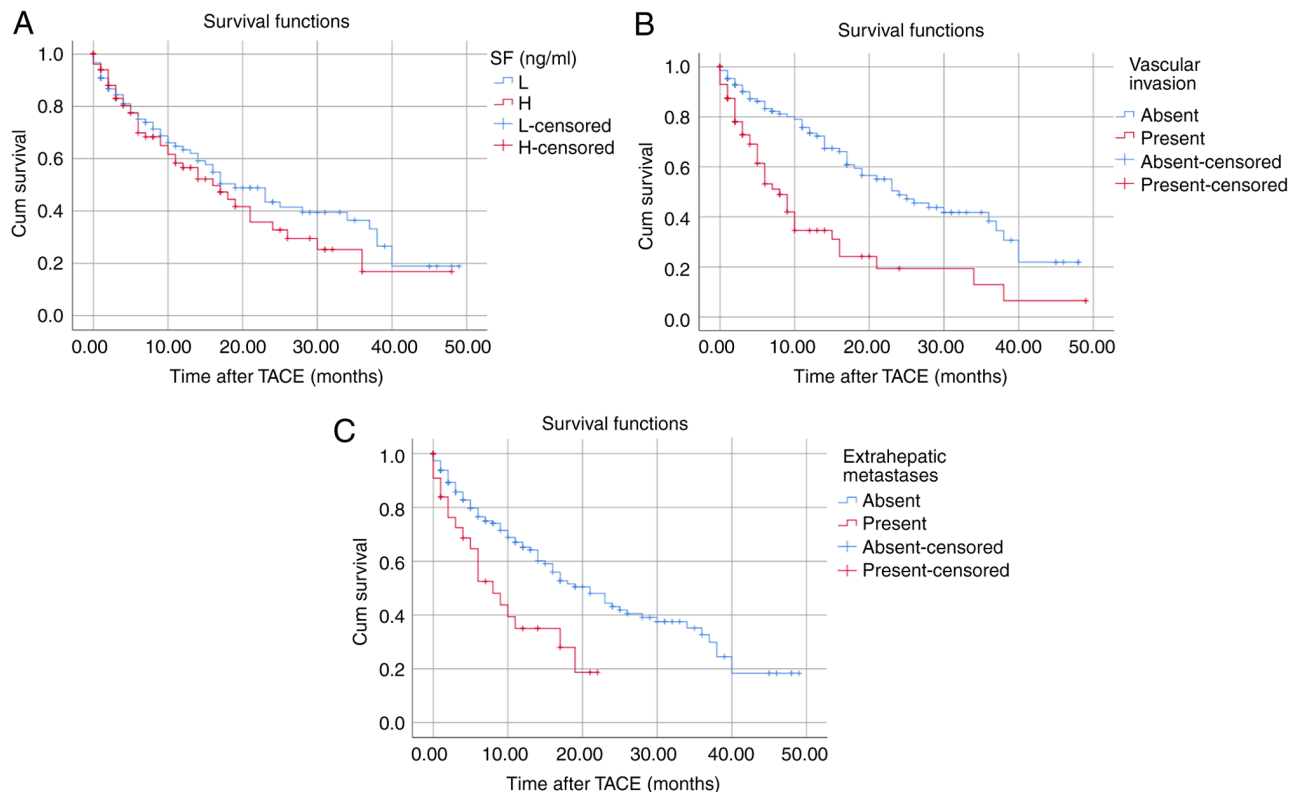 A
Survival functions
SF (ng/ml)
L
H
L-censored
H-censored
Cum survival
1.0
0.8
0.6
0.4
0.2
0.0
0.00 10.00 20.00 30.00 40.00 50.00
Time after TACE (months)
B
Survival functions
Vascular
invasion
Absent
Present
Absent-censored
Present-censored
Cum survival
1.0
0.8
0.6
0.4
0.2
0.0
0.00 10.00 20.00 30.00 40.00 50.00
Time after TACE (months)
C
Survival functions
Extrahepatic
metastases
Absent
Present
Absent-censored
Present-censored
Cum survival
1.0
0.8
0.6
0.4
0.2
0.0
0.00 10.00 20.00 30.00 40.00 50.00
Time after TACE (months)